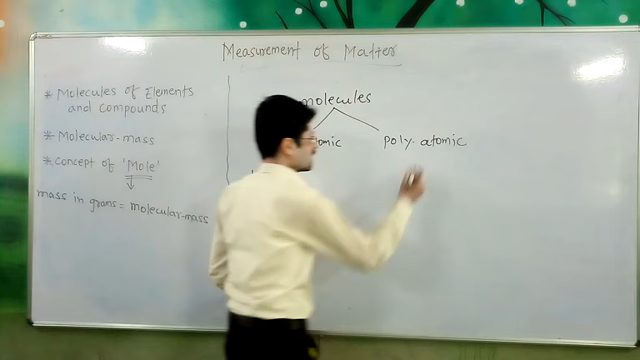 Measurement of Matter
* Molecules of Elements
and compounds
* Molecular-mass
* concept of 'Mole'
mass in grams = molecular-mass
molecules
poly.atomic